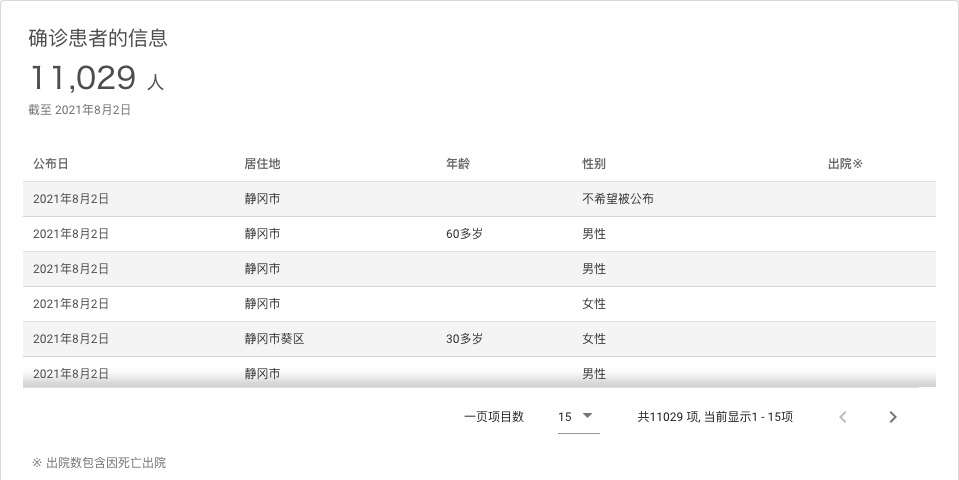 确诊患者的信息
11,029 人
截至 2021年8月2日
公布日 居住地 年龄 性别 出院※
2021年8月2日 静冈市 不希望被公布
2021年8月2日 静冈市 60多岁 男性
2021年8月2日 静冈市 男性
2021年8月2日 静冈市 女性
2021年8月2日 静冈市葵区 30多岁 女性
2021年8月2日 静冈市 男性
一页项目数 15 共11029 项, 当前显示1 - 15项
※ 出院数包含因死亡出院